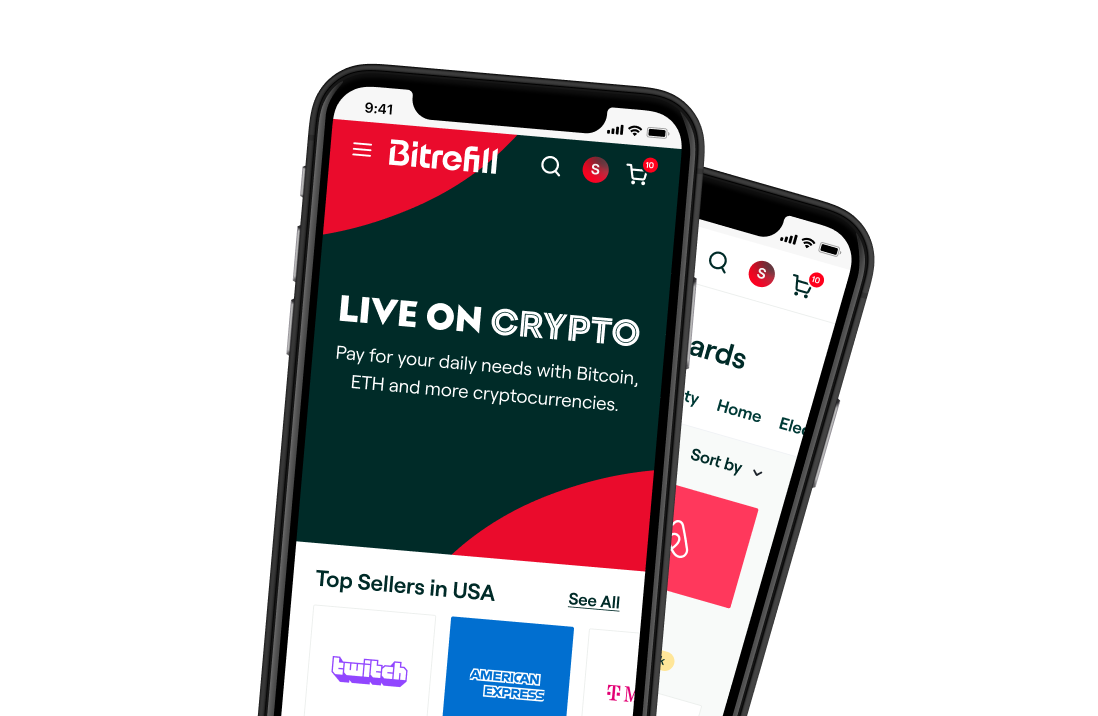 9:41
Bitrefill
S
10
LIVE ON CRYPTO
Pay for your daily needs with Bitcoin,
ETH and more cryptocurrencies.
Top Sellers in USA
See All
twitch
AMERICAN
EXPRESS
T M
S
10
ards
ty Home Elec
Sort by
k